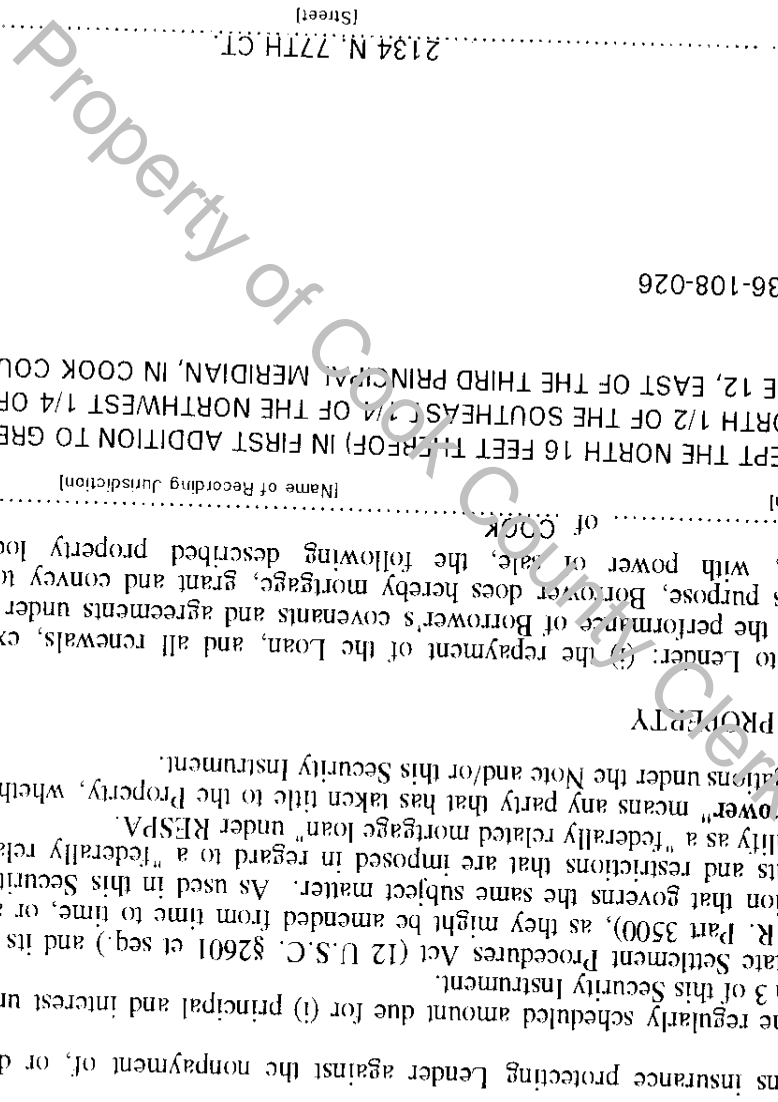 ns insurance protecting Lender against the nonpayment of, or d
ne regularly scheduled amount due for (i) principal and interest un
n 3 of this Security Instrument.
state Settlement Procedures Act (12 U.S.C. §2601 et seq.) and its
R. Part 3500), as they might be amended from time to time, or a
tion that governs the same subject matter. As used in this Securit
ts and restrictions that are imposed in regard to a "federally rela
lify as a "federally related mortgage loan" under RESPA.
rower" means any party that has taken title to the Property, wheth
gations under the Note and/or this Security Instrument.
PROPERTY
to Lender: (i) the repayment of the Loan, and all renewals, ex
the performance of Borrower's covenants and agreements under
s purpose, Borrower does hereby mortgage, grant and convey to
, with power of sale, the following described property loc
of COOK
[Name of Recording Jurisdiction]
EPT THE NORTH 16 FEET THEREOF) IN FIRST ADDITION TO GRE
ORTH 1/2 OF THE SOUTHEAST 1/4 OF THE NORTHWEST 1/4 OF
E 12, EAST OF THE THIRD PRINCIPAL MERIDIAN, IN COOK COU
36-108-026
2134 N. 77TH CT.
[Street]
Property of Cook County Clerk